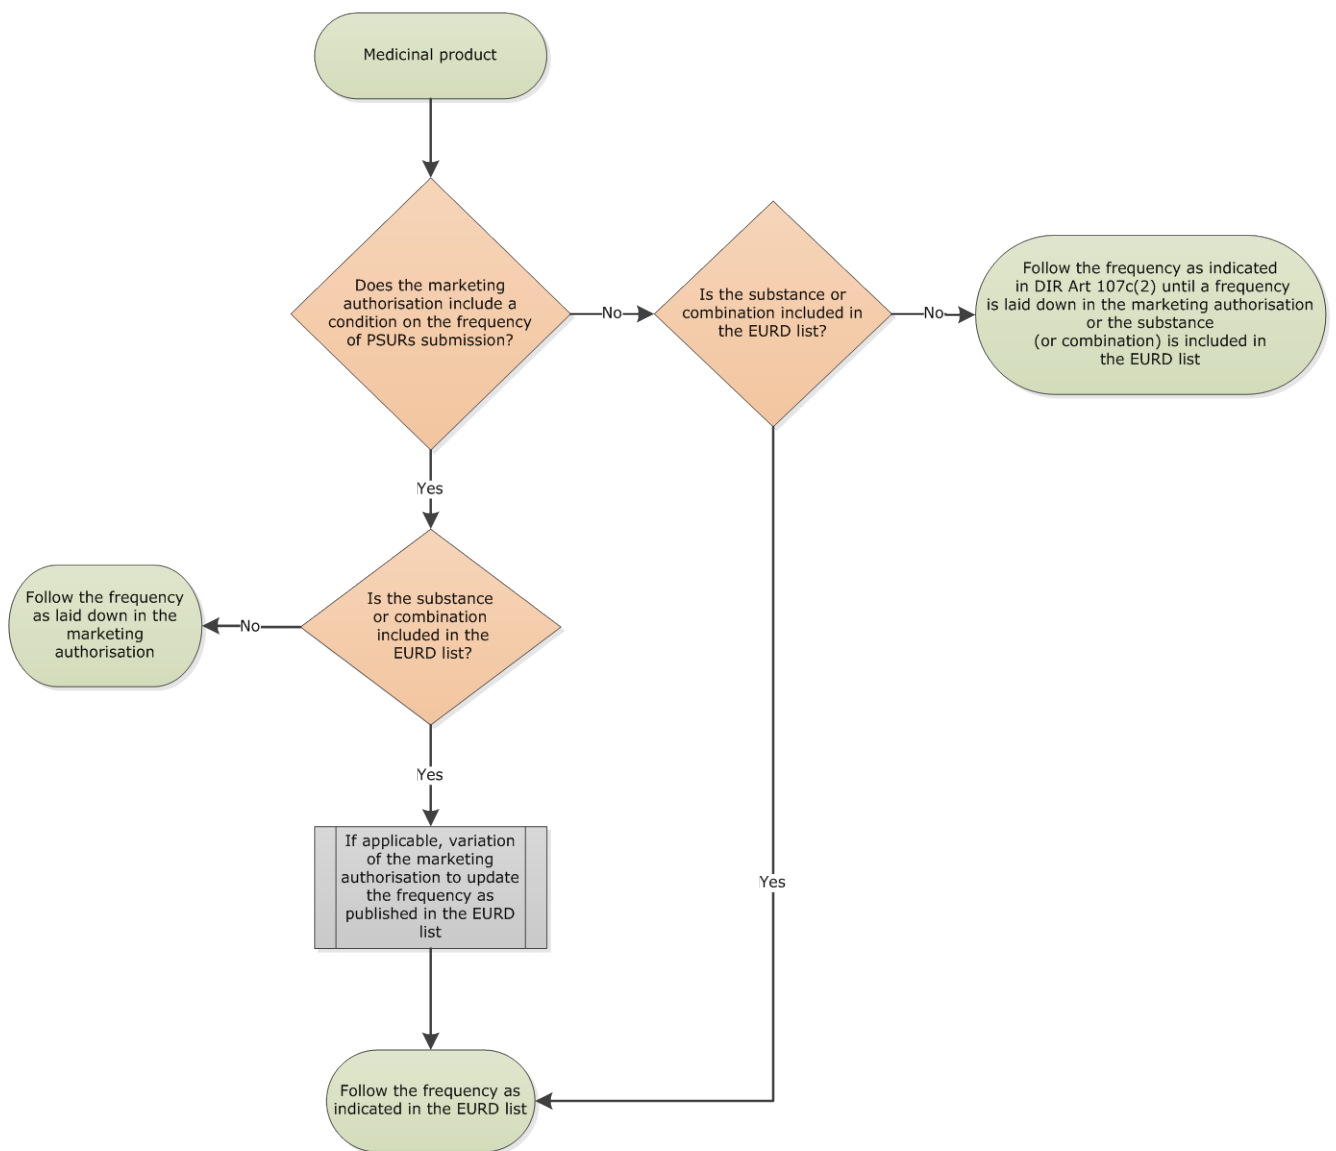 Medicinal product
Does the marketing
authorisation include a
condition on the frequency
of PSURs submission?
No
Is the substance or
combination included in
the EURD list?
No
Follow the frequency as indicated
in DIR Art 107c(2) until a frequency
is laid down in the marketing authorisation
or the substance
(or combination) is included in
the EURD list
Yes
Is the substance
or combination
included in the
EURD list?
No
Follow the frequency
as laid down in the
marketing
authorisation
Yes
If applicable, variation
of the marketing
authorisation to update
the frequency as
published in the EURD
list
Yes
Follow the frequency as
indicated in the EURD list